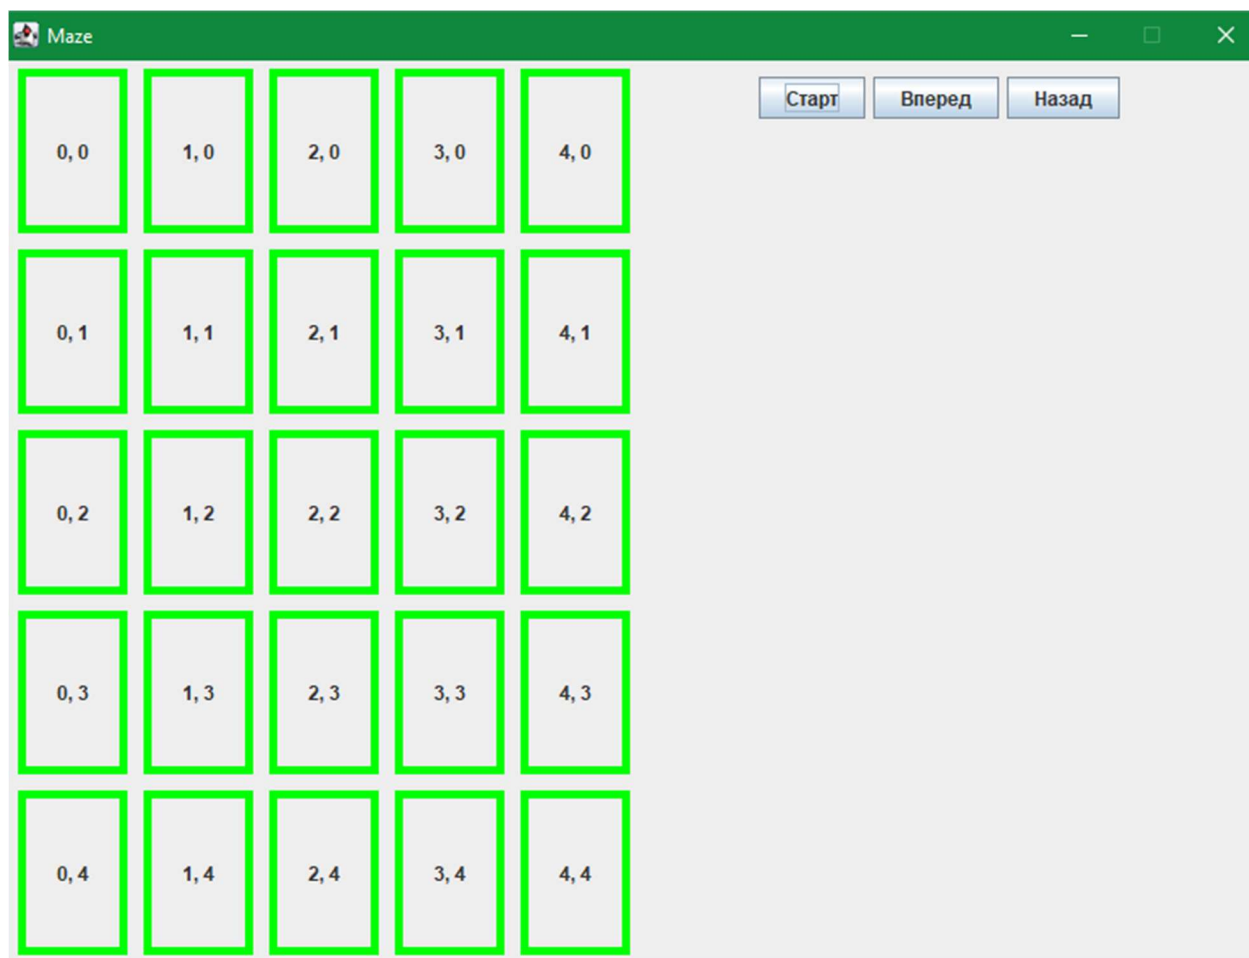 Maze
Старт Вперед Назад
0, 0 1, 0 2, 0 3, 0 4, 0
0, 1 1, 1 2, 1 3, 1 4, 1
0, 2 1, 2 2, 2 3, 2 4, 2
0, 3 1, 3 2, 3 3, 3 4, 3
0, 4 1, 4 2, 4 3, 4 4, 4